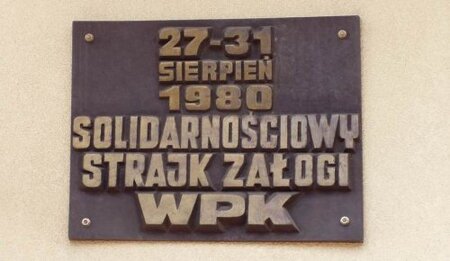 27-31
SIERPIEŃ
1980
SOLIDARNOŚCIOWY
STRAJK ZAŁOGI
WPK